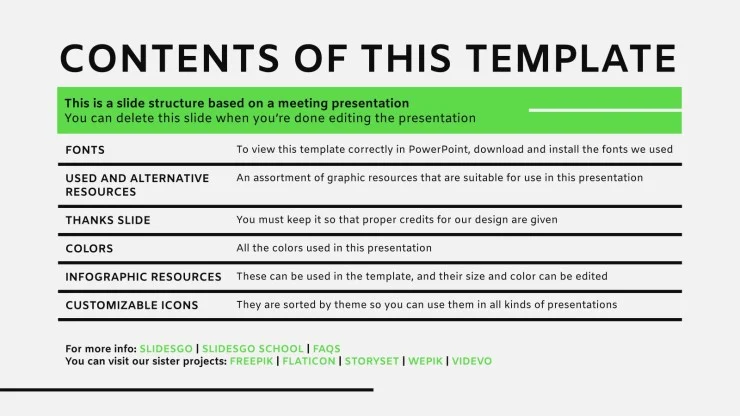 CONTENTS OF THIS TEMPLATE
This is a slide structure based on a meeting presentation
You can delete this slide when you're done editing the presentation
FONTS To view this template correctly in PowerPoint, download and install the fonts we used
USED AND ALTERNATIVE An assortment of graphic resources that are suitable for use in this presentation
RESOURCES
THANKS SLIDE You must keep it so that proper credits for our design are given
COLORS All the colors used in this presentation
INFOGRAPHIC RESOURCES These can be used in the template, and their size and color can be edited
CUSTOMIZABLE ICONS They are sorted by theme so you can use them in all kinds of presentations
For more info: SLIDESGO | SLIDESGO SCHOOL | FAQS
You can visit our sister projects: FREEPIK | FLATICON | STORYSET | WEPIK | VIDEVO